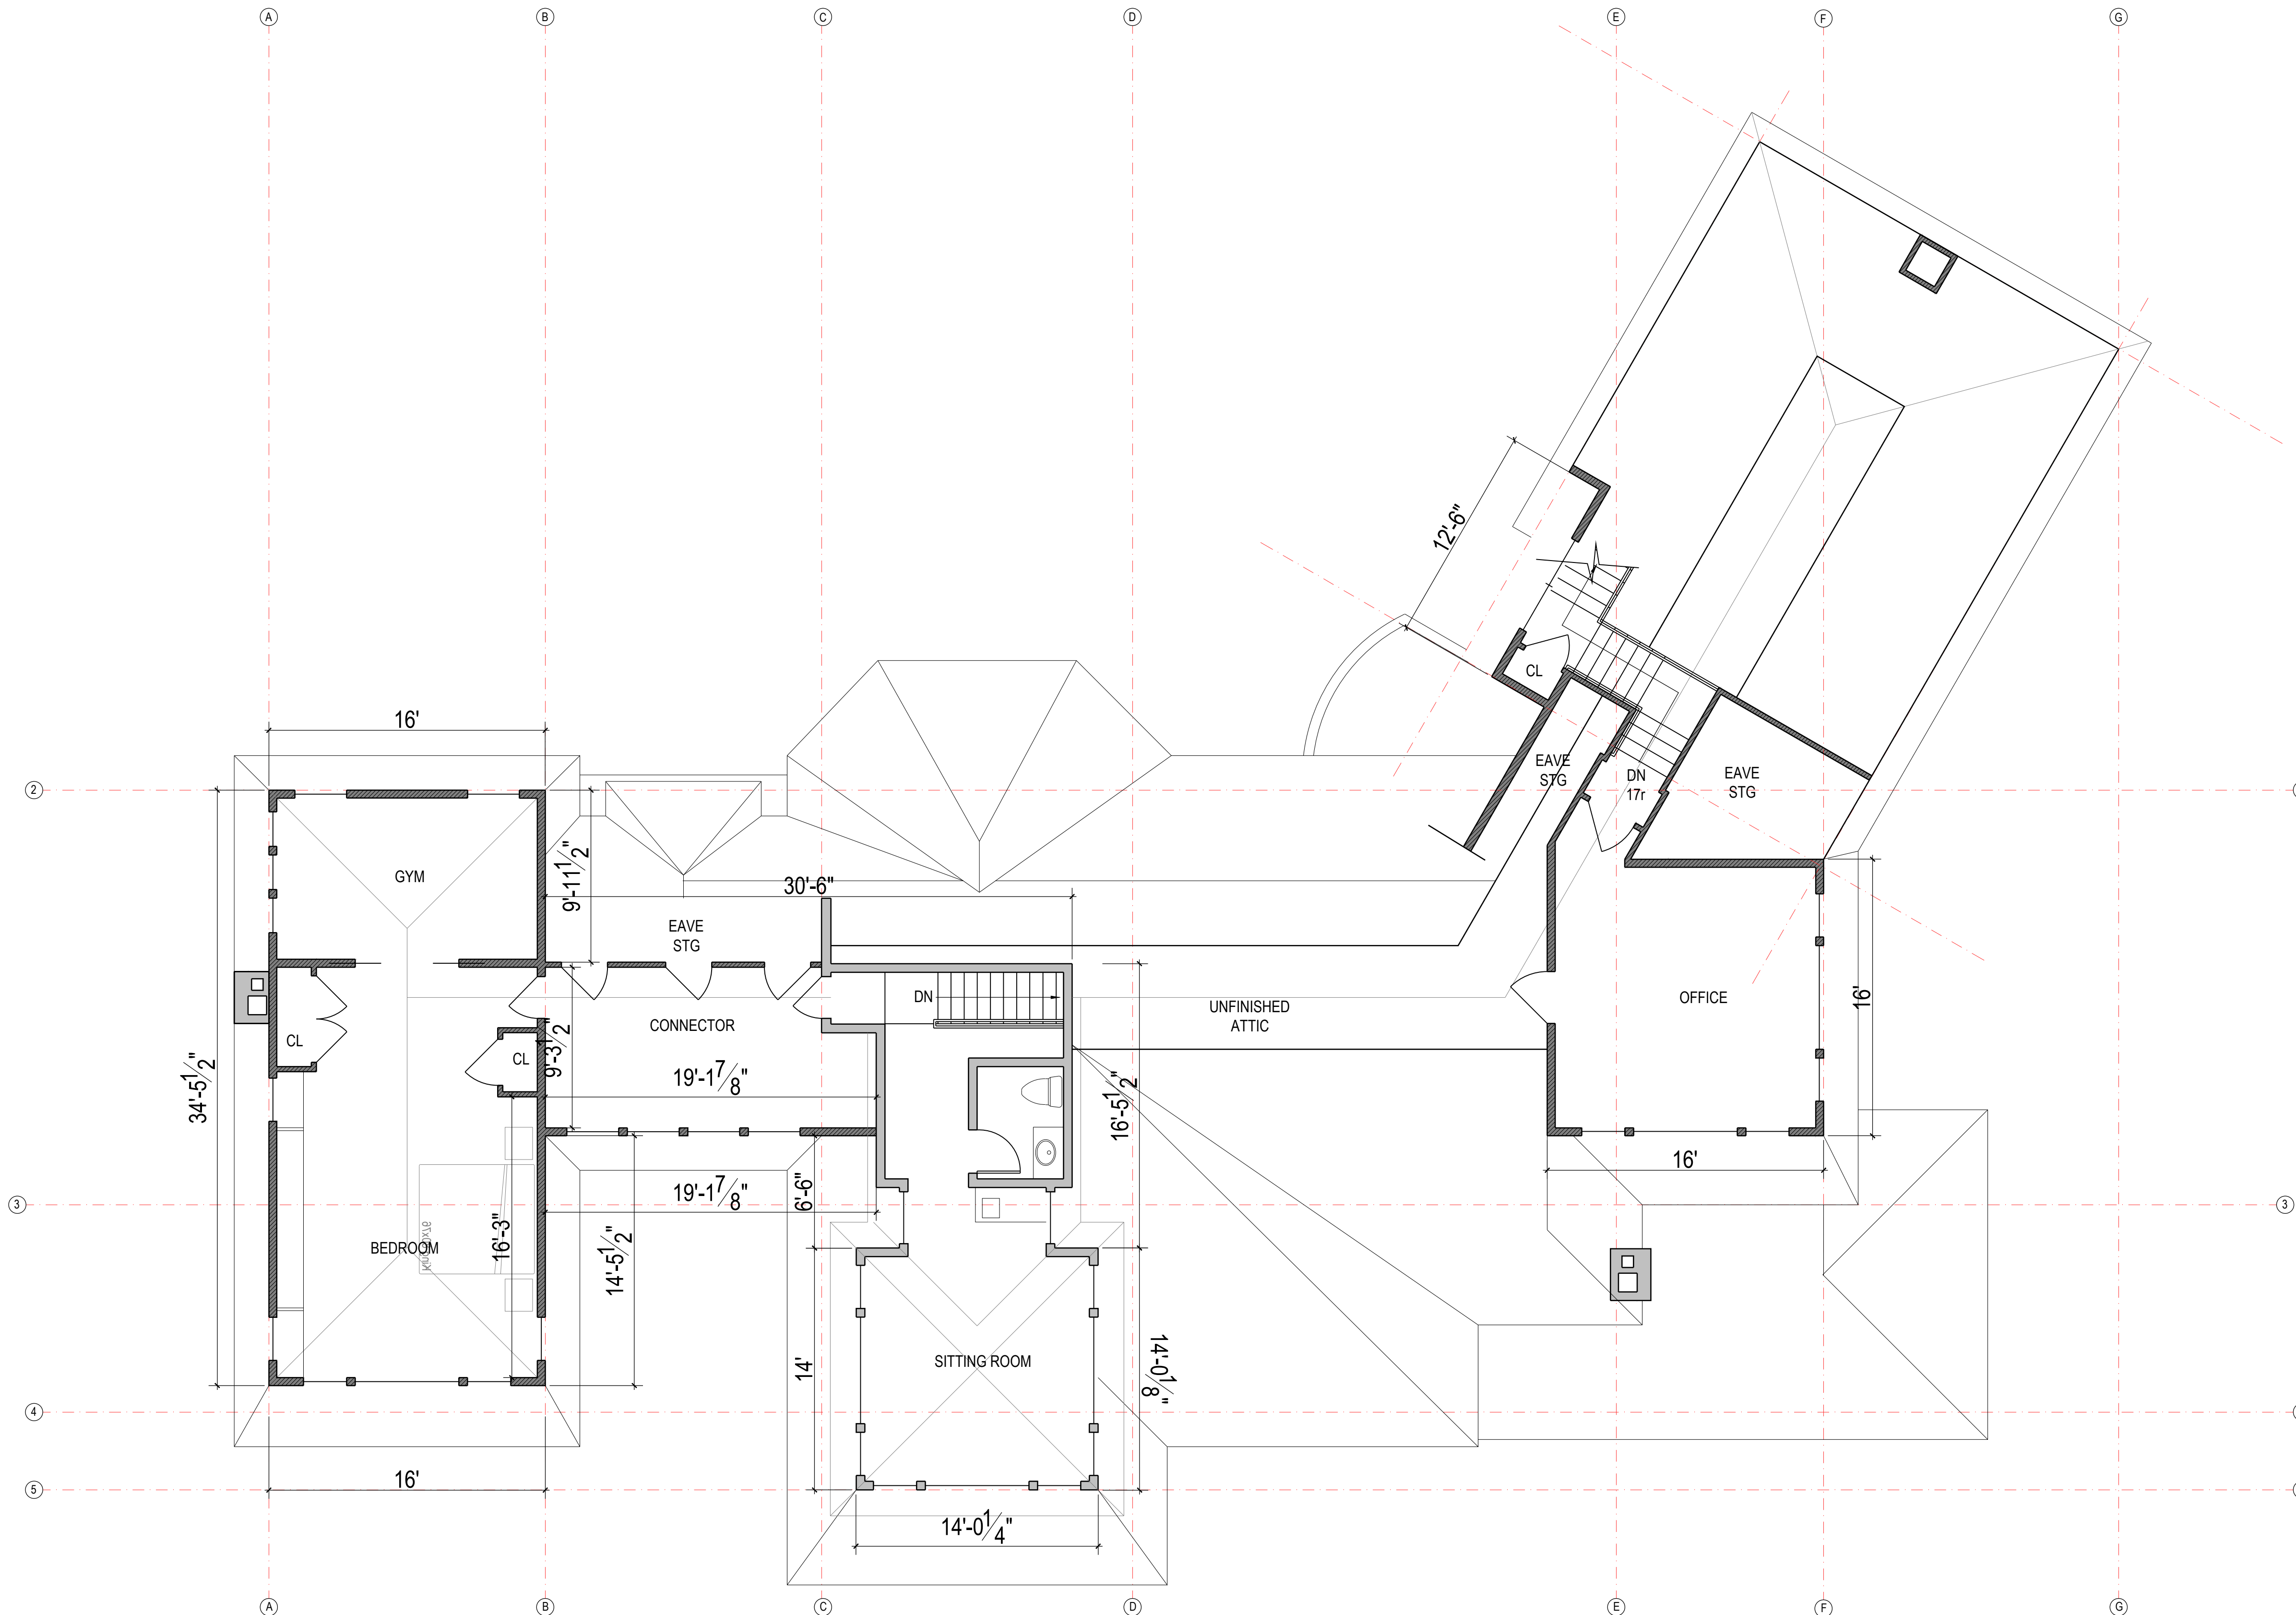 A
B
C
D
E
F
G
12'-6"
CL
16'
EAVE
STG
DN
17r
EAVE
STG
2
GYM
9'-11 1/2"
30'-6"
EAVE
STG
DN
UNFINISHED
ATTIC
OFFICE
16'
CONNECTOR
CL
CL
9'-3 1/2"
34'-5 1/2"
19'-1 7/8"
16'-5 1/2"
16'
19'-1 7/8"
6'-6"
3
3
16'-3"
BEDROOM
King 80x76
14'-5 1/2"
SITTING ROOM
14'
14'-0 1/8"
4
16'
5
14'-0 1/4"
A
B
C
D
E
F
G